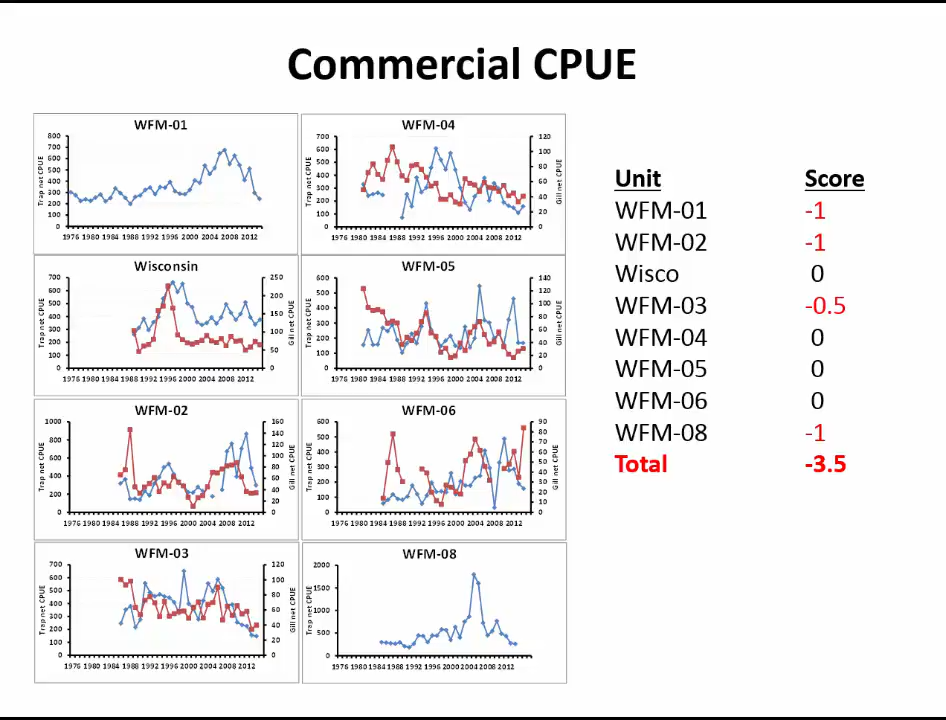 Commercial CPUE
WFM-01
800
700
600
500
400
300
200
100
0
Trap net CPUE
1976 1980 1984 1988 1992 1996 2000 2004 2008 2012
WFM-04
700
600
500
400
300
200
100
0
Trap net CPUE
120
100
80
60
40
20
0
Gill net CPUE
1976 1980 1984 1988 1992 1996 2000 2004 2008 2012
Wisconsin
700
600
500
400
300
200
100
0
Trap net CPUE
250
200
150
100
50
0
Gill net CPUE
1976 1980 1984 1988 1992 1996 2000 2004 2008 2012
WFM-05
600
500
400
300
200
100
0
Trap net CPUE
140
120
100
80
60
40
20
0
Gill net CPUE
1976 1980 1984 1988 1992 1996 2000 2004 2008 2012
WFM-02
1000
800
600
400
200
0
Trap net CPUE
160
140
120
100
80
60
40
20
0
Gill net CPUE
1976 1980 1984 1988 1992 1996 2000 2004 2008 2012
WFM-06
600
500
400
300
200
100
0
Trap net CPUE
90
80
70
60
50
40
30
20
10
0
Gill net CPUE
1976 1980 1984 1988 1992 1996 2000 2004 2008 2012
WFM-03
700
600
500
400
300
200
100
0
Trap net CPUE
120
100
80
60
40
20
0
Gill net CPUE
1976 1980 1984 1988 1992 1996 2000 2004 2008 2012
WFM-08
2000
1500
1000
500
0
Trap net CPUE
1976 1980 1984 1988 1992 1996 2000 2004 2008 2012
Unit Score
WFM-01 -1
WFM-02 -1
Wisco 0
WFM-03 -0.5
WFM-04 0
WFM-05 0
WFM-06 0
WFM-08 -1
Total -3.5